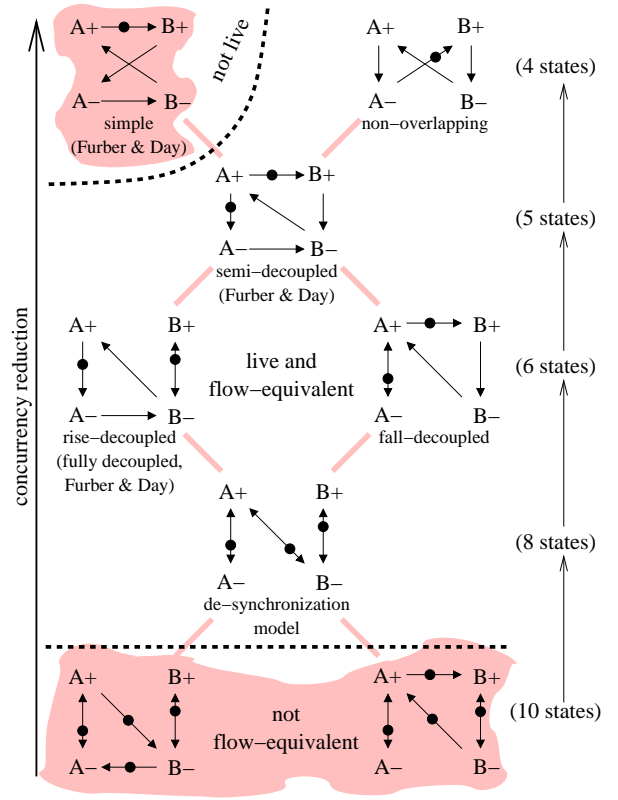 A+ B+
A− B−
simple
(Furber & Day)
not live
A+ B+
A− B−
non−overlapping
(4 states)
A+ B+
A− B−
semi−decoupled
(Furber & Day)
(5 states)
concurrency reduction
A+ B+
A− B−
rise−decoupled
(fully decoupled,
Furber & Day)
live and
flow−equivalent
A+ B+
A− B−
fall−decoupled
(6 states)
A+ B+
A− B−
de−synchronization
model
(8 states)
A+ B+
A− B−
not
flow−equivalent
A+ B+
A− B−
(10 states)